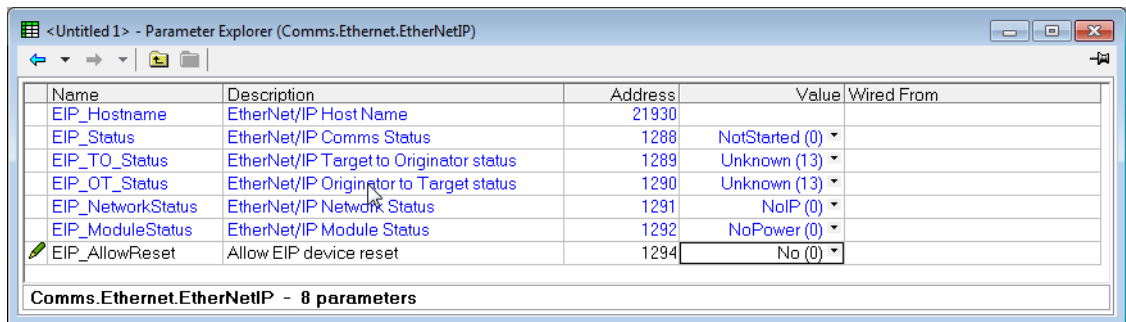 <Untitled 1> - Parameter Explorer (Comms.Ethernet.EtherNetIP)
Name Description Address Value Wired From
EIP_Hostname EtherNet/IP Host Name 21930
EIP_Status EtherNet/IP Comms Status 1288 NotStarted (0)
EIP_TO_Status EtherNet/IP Target to Originator status 1289 Unknown (13)
EIP_OT_Status EtherNet/IP Originator to Target status 1290 Unknown (13)
EIP_NetworkStatus EtherNet/IP Network Status 1291 NoIP (0)
EIP_ModuleStatus EtherNet/IP Module Status 1292 NoPower (0)
EIP_AllowReset Allow EIP device reset 1294 No (0)
Comms.Ethernet.EtherNetIP - 8 parameters